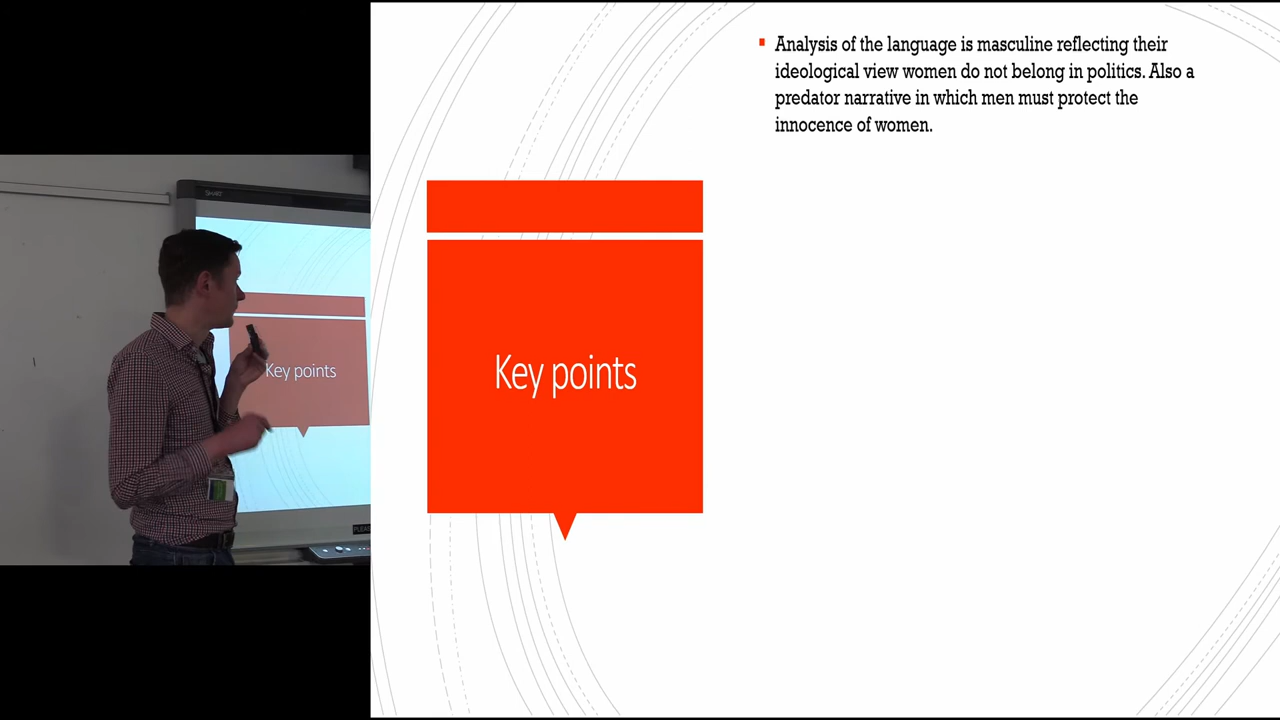 Analysis of the language is masculine reflecting their
ideological view women do not belong in politics. Also a
predator narrative in which men must protect the
innocence of women.
Key points
SMART
Key points